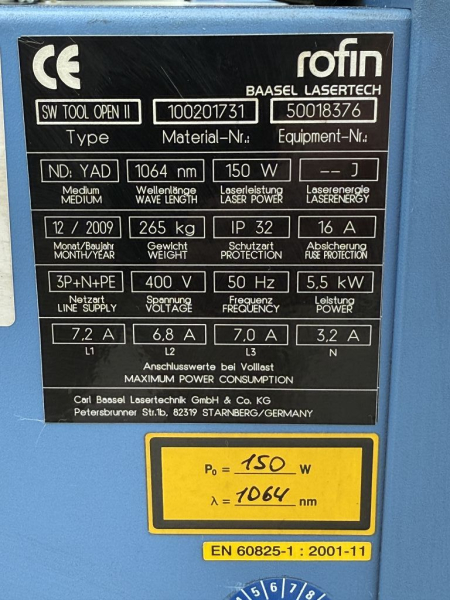 CE rofin
BAASEL LASERTECH
SW TOOL OPEN II 100201731 50018376
Type Material-Nr.: Equipment-Nr.:
ND: YAD 1064 nm 150 W -- J
Medium Wellenlänge Laserleistung Laserenergie
MEDIUM WAVE LENGTH LASER POWER LASERENERGY
12 / 2009 265 kg IP 32 16 A
Monat/Baujahr Gewicht Schutzart Absicherung
MONTH/YEAR WEIGHT PROTECTION FUSE PROTECTION
3P+N+PE 400 V 50 Hz 5,5 kW
Netzart Spannung Frequenz Leistung
LINE SUPPLY VOLTAGE FREQUENCY POWER
7,2 A 6,8 A 7,0 A 3,2 A
L1 L2 L3 N
Anschlusswerte bei Volllast
MAXIMUM POWER CONSUMPTION
Carl Baasel Lasertechnik GmbH & Co. KG
Petersbrunner Str.1b, 82319 STARNBERG/GERMANY
P₀ = 150 W
λ = 1064 nm
EN 60825-1 : 2001-11
5 6 7 8